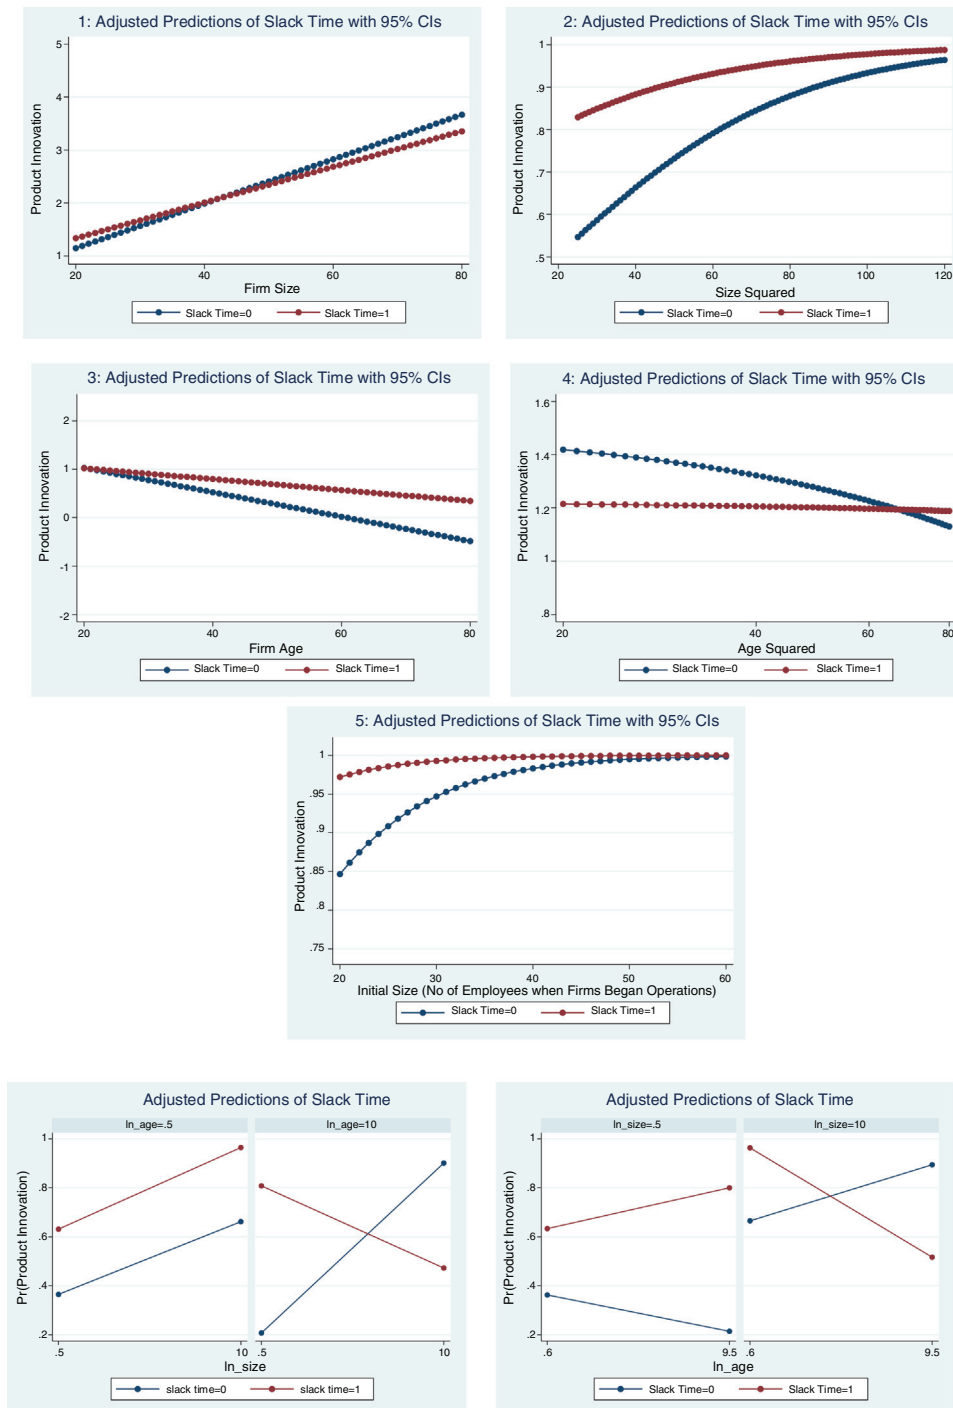 1: Adjusted Predictions of Slack Time with 95% CIs
5
4
3
2
1
Product Innovation
20 40 60 80
Firm Size
Slack Time=0 Slack Time=1
2: Adjusted Predictions of Slack Time with 95% CIs
1
.9
.8
.7
.6
.5
Product Innovation
20 40 60 80 100 120
Size Squared
Slack Time=0 Slack Time=1
3: Adjusted Predictions of Slack Time with 95% CIs
2
1
0
-1
-2
Product Innovation
20 40 60 80
Firm Age
Slack Time=0 Slack Time=1
4: Adjusted Predictions of Slack Time with 95% CIs
1.6
1.4
1.2
1
.8
Product Innovation
20 40 60 80
Age Squared
Slack Time=0 Slack Time=1
5: Adjusted Predictions of Slack Time with 95% CIs
1
.95
.9
.85
.8
.75
Product Innovation
20 30 40 50 60
Initial Size (No of Employees when Firms Began Operations)
Slack Time=0 Slack Time=1
Adjusted Predictions of Slack Time
ln_age=.5 ln_age=10
1
.8
.6
.4
.2
Pr(Product Innovation)
.5 10 .5 10
ln_size
slack time=0 slack time=1
Adjusted Predictions of Slack Time
ln_size=.5 ln_size=10
1
.8
.6
.4
.2
Pr(Product Innovation)
.6 9.5 .6 9.5
ln_age
Slack Time=0 Slack Time=1